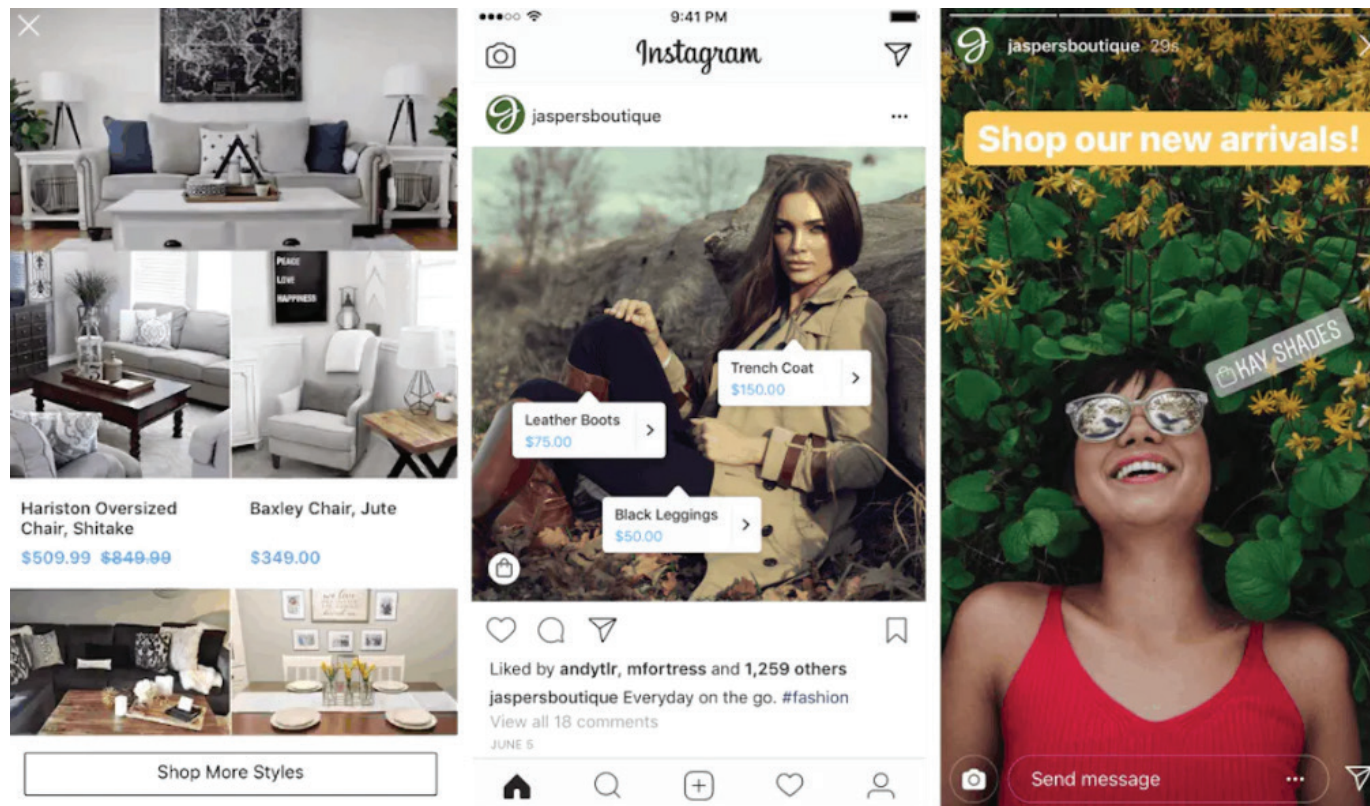 PEACE
LOVE
HAPPINESS
Hariston Oversized
Chair, Shitake
$509.99 $849.99
Baxley Chair, Jute
$349.00
Shop More Styles
9:41 PM
Instagram
jaspersboutique
Trench Coat
$150.00
Leather Boots
$75.00
Black Leggings
$50.00
Liked by andytlr, mfortress and 1,259 others
jaspersboutique Everyday on the go. #fashion
View all 18 comments
JUNE 5
jaspersboutique 29s
Shop our new arrivals!
KAY SHADES
Send message